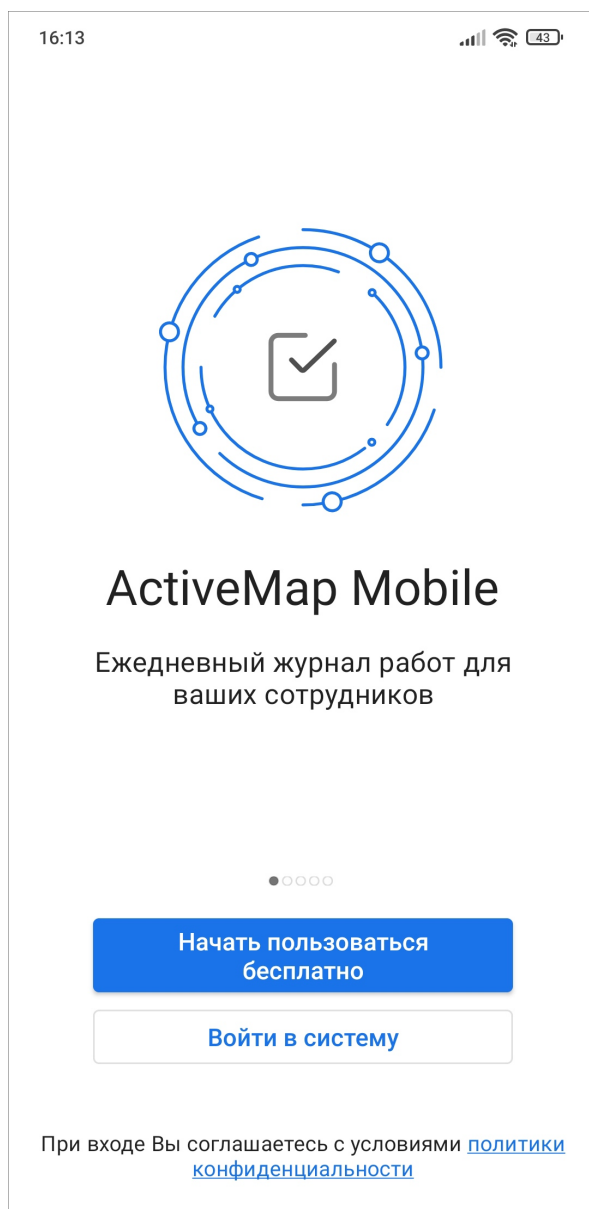 16:13
43
ActiveMap Mobile
Ежедневный журнал работ для
ваших сотрудников
Начать пользоваться
бесплатно
Войти в систему
При входе Вы соглашаетесь с условиями политики
конфиденциальности